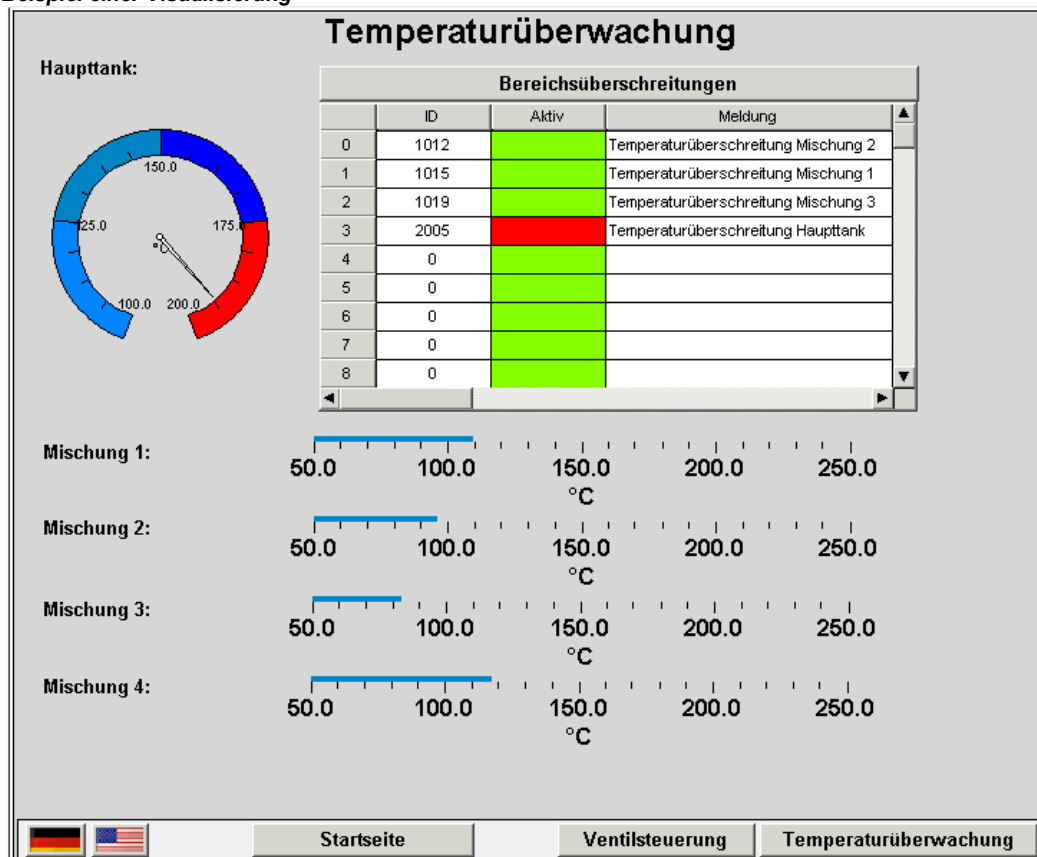 Beispiel einer Visualisierung
Temperaturüberwachung
Haupttank:
150.0
125.0 175.0
100.0 200.0
Bereichsüberschreitungen
ID Aktiv Meldung
0 1012 Temperaturüberschreitung Mischung 2
1 1015 Temperaturüberschreitung Mischung 1
2 1019 Temperaturüberschreitung Mischung 3
3 2005 Temperaturüberschreitung Haupttank
4 0
5 0
6 0
7 0
8 0
Mischung 1:
50.0 100.0 150.0 200.0 250.0
°C
Mischung 2:
50.0 100.0 150.0 200.0 250.0
°C
Mischung 3:
50.0 100.0 150.0 200.0 250.0
°C
Mischung 4:
50.0 100.0 150.0 200.0 250.0
°C
Startseite Ventilsteuerung Temperaturüberwachung